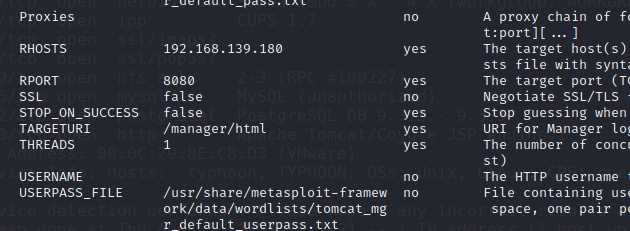 r_default_pass.txt
Proxies no A proxy chain of fo
t:port][...]
RHOSTS 192.168.139.180 yes The target host(s)
sts file with synta
RPORT 8080 yes The target port (TC
SSL false no Negotiate SSL/TLS
STOP_ON_SUCCESS false yes Stop guessing when
TARGETURI /manager/html yes URI for Manager log
THREADS 1 yes The number of concu
st)
USERNAME no The HTTP username
USERPASS_FILE /usr/share/metasploit-framew no File containing use
ork/data/wordlists/tomcat_mg space, one pair pe
r_default_userpass.txt